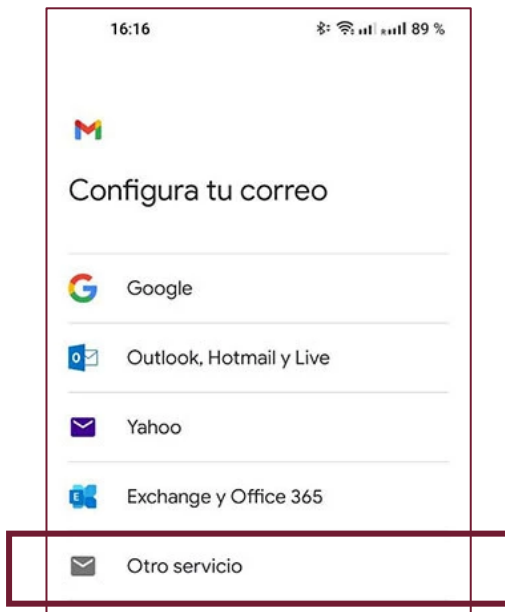 16:16 89 %
Configura tu correo
Google
Outlook, Hotmail y Live
Yahoo
Exchange y Office 365
Otro servicio